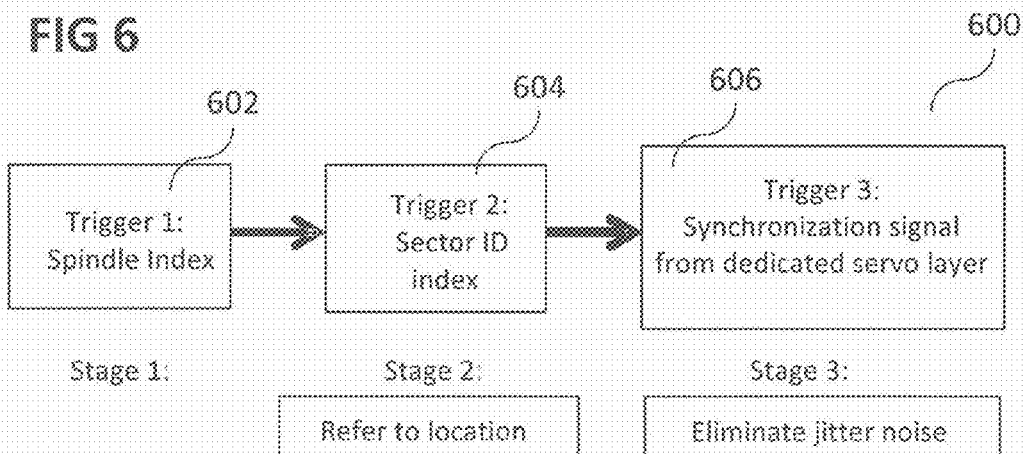 FIG 6
600
602
604
606
Trigger 1:
Spindle Index
Trigger 2:
Sector ID
index
Trigger 3:
Synchronization signal
from dedicated servo layer
Stage 1:
Stage 2:
Stage 3:
Refer to location
Eliminate jitter noise